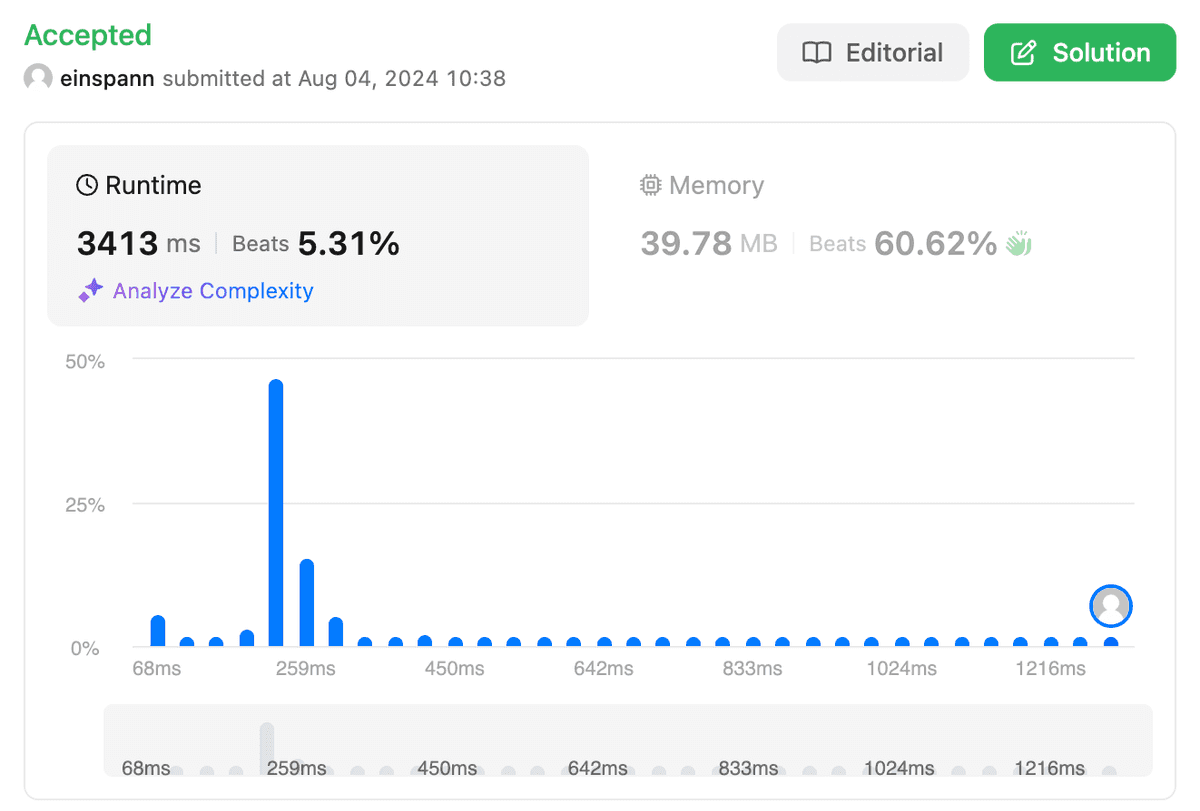 Accepted
einspann submitted at Aug 04, 2024 10:38
Editorial
Solution
Runtime
3413 ms Beats 5.31%
Analyze Complexity
Memory
39.78 MB Beats 60.62%
50%
25%
0%
68ms 259ms 450ms 642ms 833ms 1024ms 1216ms
68ms 259ms 450ms 642ms 833ms 1024ms 1216ms